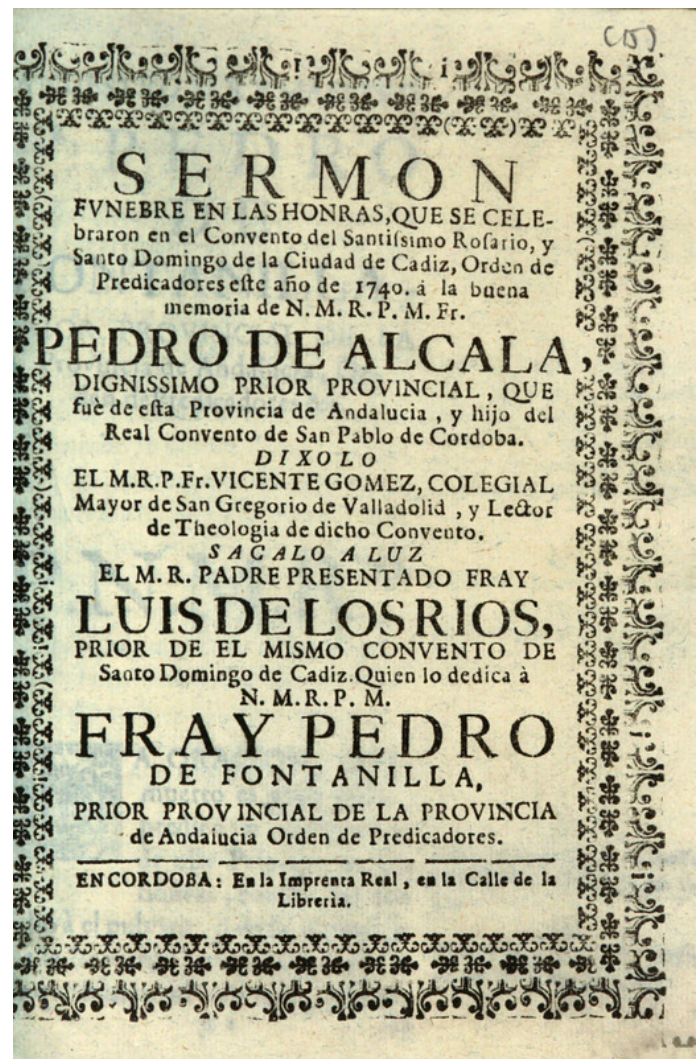 (15)
SERMON
FVNEBRE EN LAS HONRAS, QUE SE CELE-
braron en el Convento del Santiſsimo Roſario, y
Santo Domingo de la Ciudad de Cadiz, Orden de
Predicadores eſte año de 1740. á la buena
memoria de N. M. R. P. M. Fr.
PEDRO DE ALCALA,
DIGNISSIMO PRIOR PROVINCIAL, QUE
fuè de eſta Provincia de Andalucia, y hijo del
Real Convento de San Pablo de Cordoba.
DIXOLO
EL M.R.P.Fr. VICENTE GOMEZ, COLEGIAL
Mayor de San Gregorio de Valladolid, y Lector
de Theologia de dicho Convento.
SACALO A LUZ
EL M. R. PADRE PRESENTADO FRAY
LUIS DE LOS RIOS,
PRIOR DE EL MISMO CONVENTO DE
Santo Domingo de Cadiz. Quien lo dedica à
N. M. R. P. M.
FRAY PEDRO
DE FONTANILLA,
PRIOR PROVINCIAL DE LA PROVINCIA
de Andalucia Orden de Predicadores.
EN CORDOBA: En la Imprenta Real, en la Calle de la
Libreria.